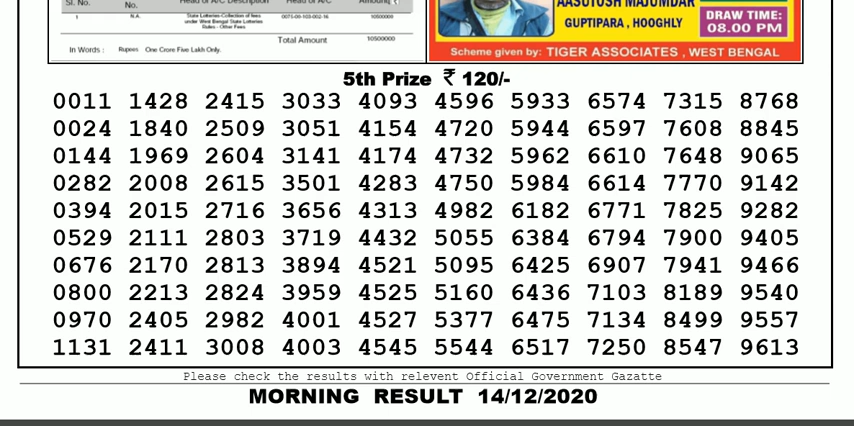 Sl. No.
No.
Head of A/C Description
Head of A/C
Amount
1 N.A. State Lotteries-Collection of fees under West Bengal State Lotteries Rules - Other Fees 0075-00-103-002-16 10500000
Total Amount 10500000
In Words : Rupees One Crore Five Lakh Only.
AASUTOSH MAJUMDAR
GUPTIPARA , HOOGHLY
DRAW TIME:
08.00 PM
Scheme given by: TIGER ASSOCIATES , WEST BENGAL
5th Prize ₹ 120/-
0011 1428 2415 3033 4093 4596 5933 6574 7315 8768
0024 1840 2509 3051 4154 4720 5944 6597 7608 8845
0144 1969 2604 3141 4174 4732 5962 6610 7648 9065
0282 2008 2615 3501 4283 4750 5984 6614 7770 9142
0394 2015 2716 3656 4313 4982 6182 6771 7825 9282
0529 2111 2803 3719 4432 5055 6384 6794 7900 9405
0676 2170 2813 3894 4521 5095 6425 6907 7941 9466
0800 2213 2824 3959 4525 5160 6436 7103 8189 9540
0970 2405 2982 4001 4527 5377 6475 7134 8499 9557
1131 2411 3008 4003 4545 5544 6517 7250 8547 9613
Please check the results with relevent Official Government Gazatte
MORNING RESULT 14/12/2020